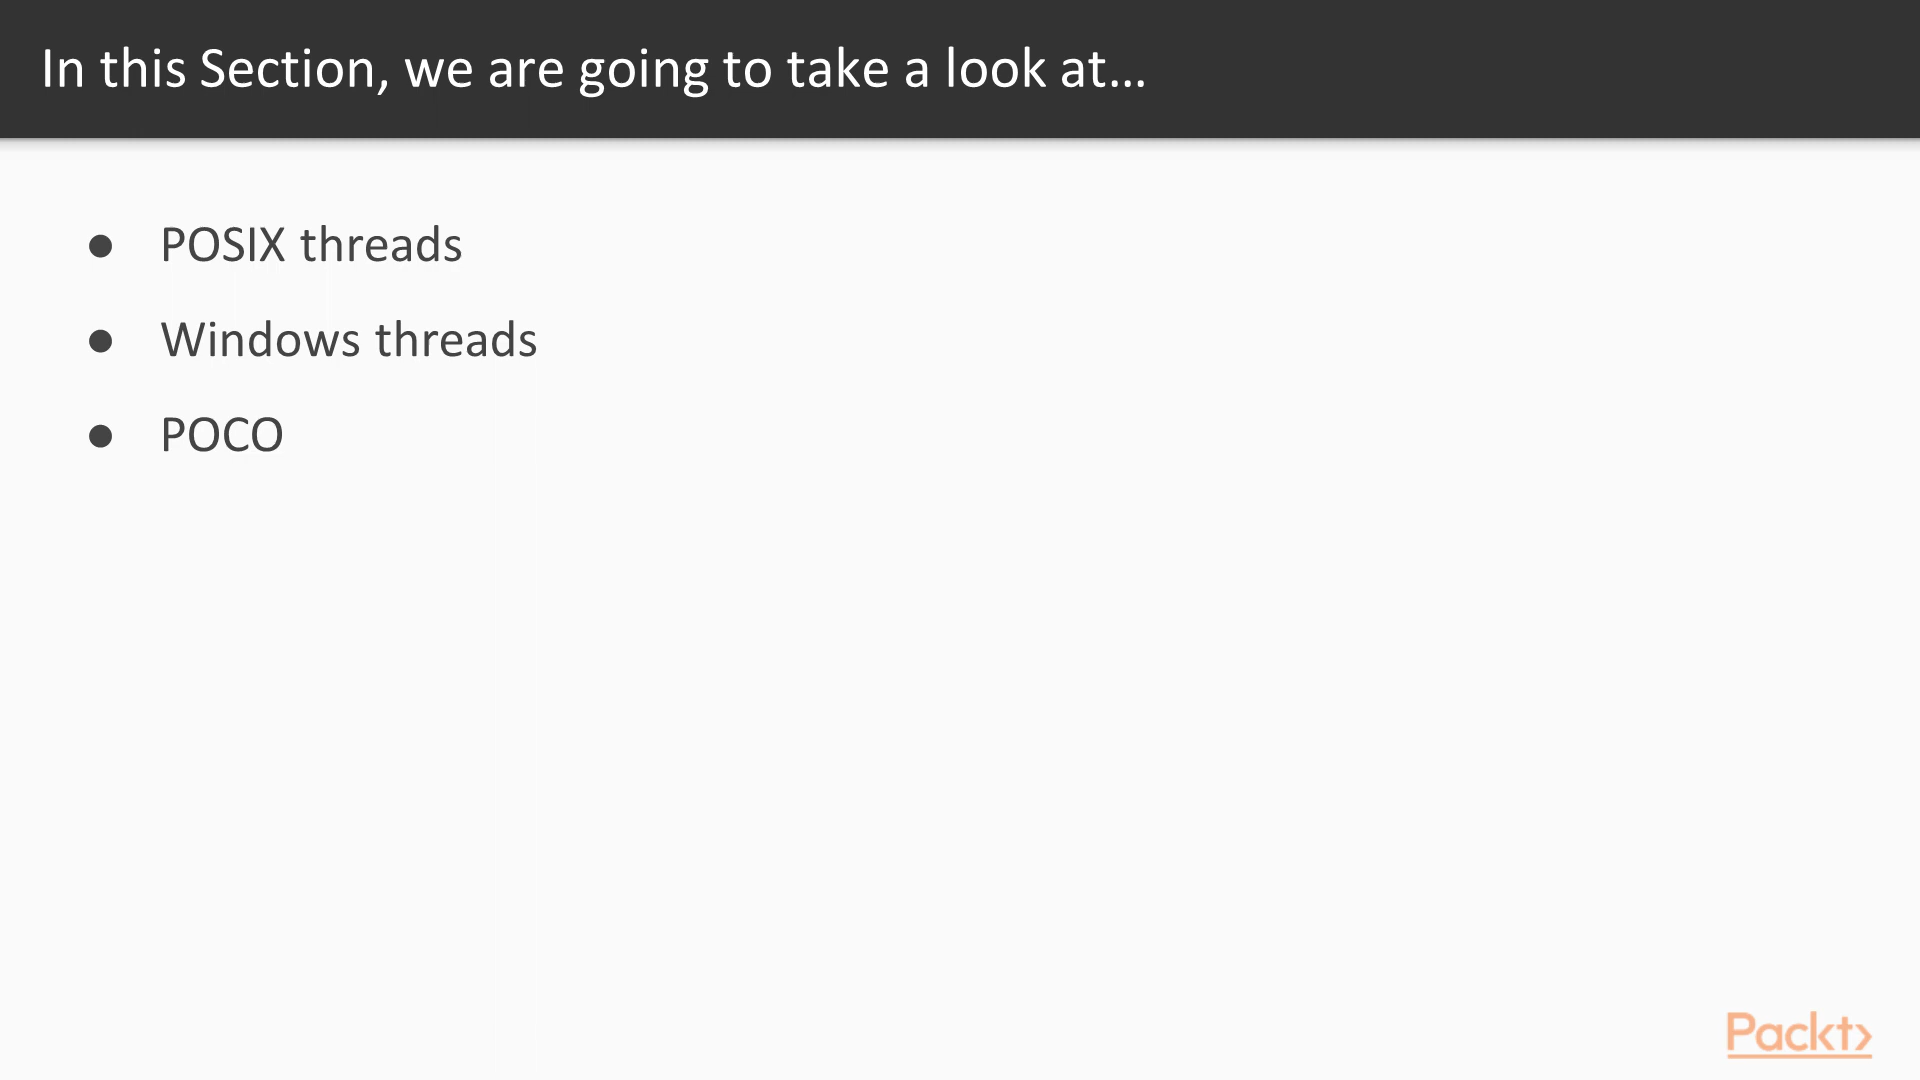 In this Section, we are going to take a look at...
● POSIX threads
● Windows threads
● POCO
Packt>